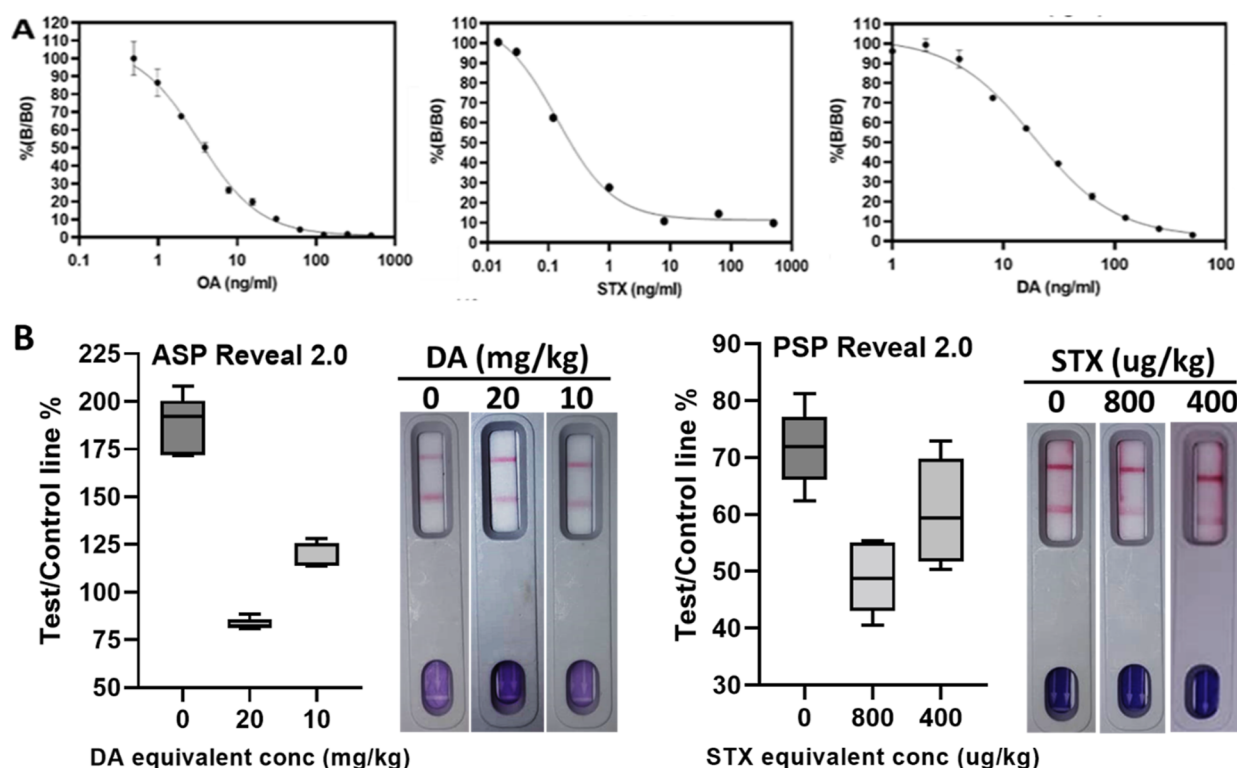 A
120
110
100
90
80
70
60
50
40
30
20
10
0
%(B/B0)
0.1 1 10 100 1000
OA (ng/ml)
110
100
90
80
70
60
50
40
30
20
10
0
%(B/B0)
0.01 0.1 1 10 100 1000
STX (ng/ml)
110
100
90
80
70
60
50
40
30
20
10
0
%(B/B0)
1 10 100 100
DA (ng/ml)
B
ASP Reveal 2.0
225
200
175
150
125
100
75
50
Test/Control line %
0 20 10
DA equivalent conc (mg/kg)
DA (mg/kg)
0 20 10
PSP Reveal 2.0
90
80
70
60
50
40
30
Test/Control line %
0 800 400
STX equivalent conc (ug/kg)
STX (ug/kg)
0 800 400